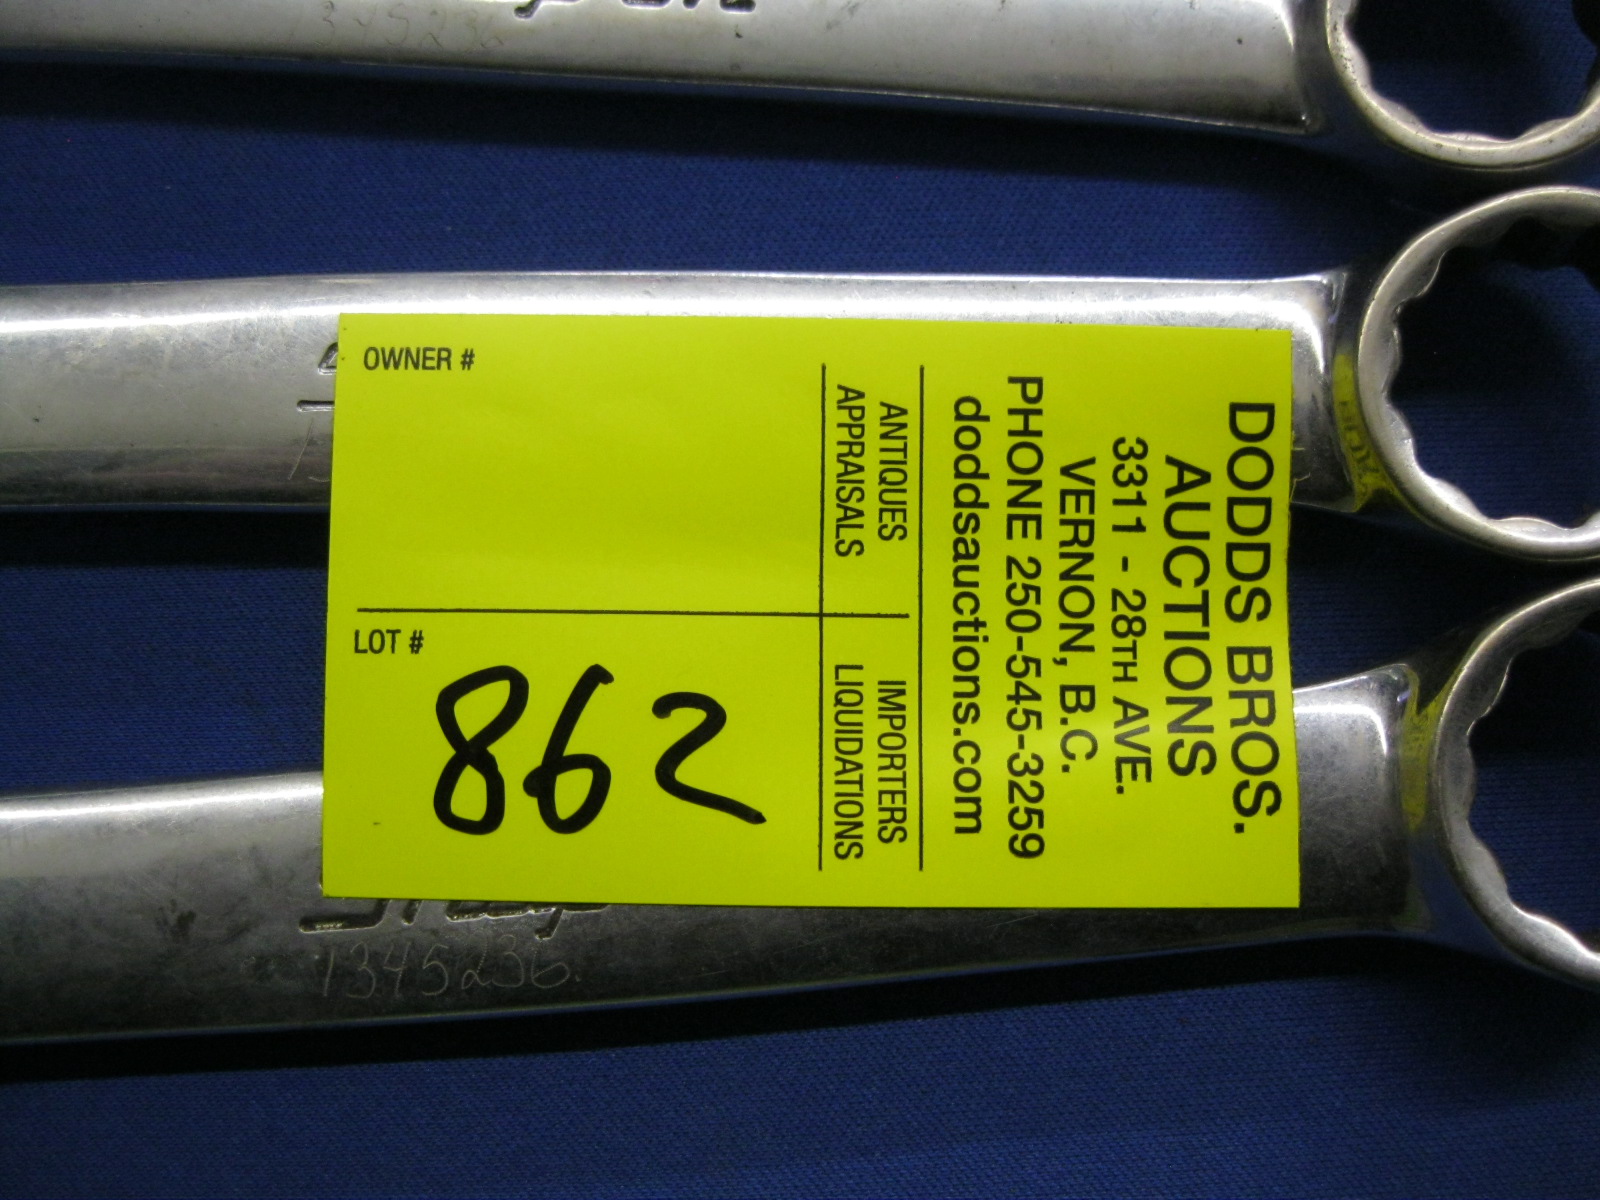 DODDS BROS.
AUCTIONS
3311 - 28TH AVE.
VERNON, B.C.
PHONE 250-545-3259
doddsauctions.com
ANTIQUES
APPRAISALS
IMPORTERS
LIQUIDATIONS
OWNER #
LOT #
862
1345236